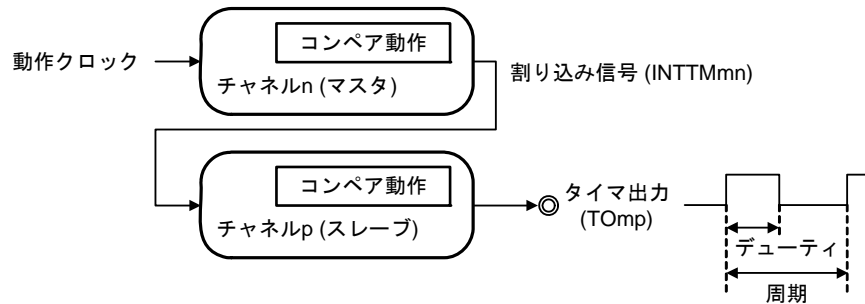 コンペア動作
動作クロック
チャネルn (マスタ)
割り込み信号 (INTTMmn)
コンペア動作
チャネルp (スレーブ)
タイマ出力
(TOmp)
デューティ
周期